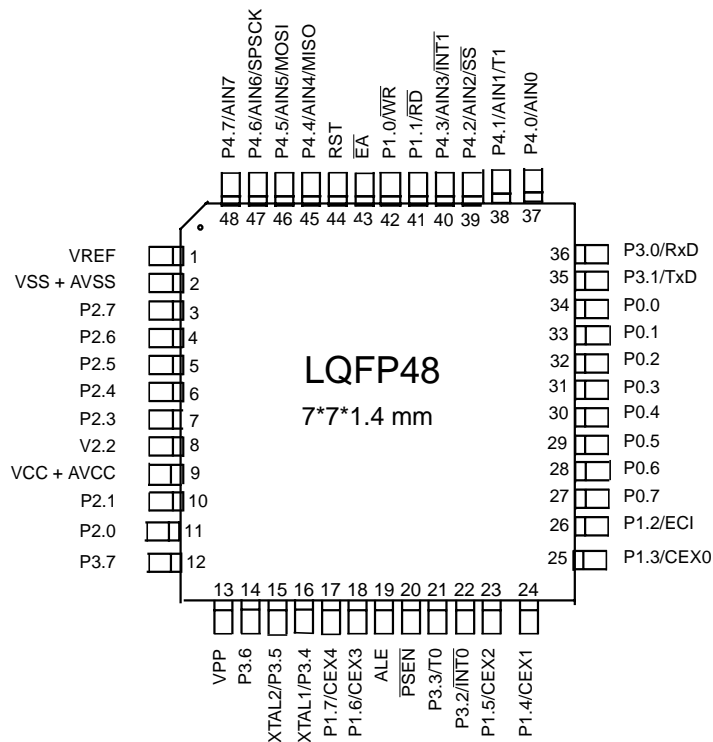 P4.7/AIN7
P4.6/AIN6/SPSCK
P4.5/AIN5/MOSI
P4.4/AIN4/MISO
RST
EA
P1.0/WR
P1.1/RD
P4.3/AIN3/INT1
P4.2/AIN2/SS
P4.1/AIN1/T1
P4.0/AIN0
48 47 46 45 44 43 42 41 40 39 38 37
VREF 1
VSS + AVSS 2
P2.7 3
P2.6 4
P2.5 5
P2.4 6
P2.3 7
V2.2 8
VCC + AVCC 9
P2.1 10
P2.0 11
P3.7 12
LQFP48
7*7*1.4 mm
36 P3.0/RxD
35 P3.1/TxD
34 P0.0
33 P0.1
32 P0.2
31 P0.3
30 P0.4
29 P0.5
28 P0.6
27 P0.7
26 P1.2/ECI
25 P1.3/CEX0
13 14 15 16 17 18 19 20 21 22 23 24
VPP
P3.6
XTAL2/P3.5
XTAL1/P3.4
P1.7/CEX4
P1.6/CEX3
ALE
PSEN
P3.3/T0
P3.2/INT0
P1.5/CEX2
P1.4/CEX1